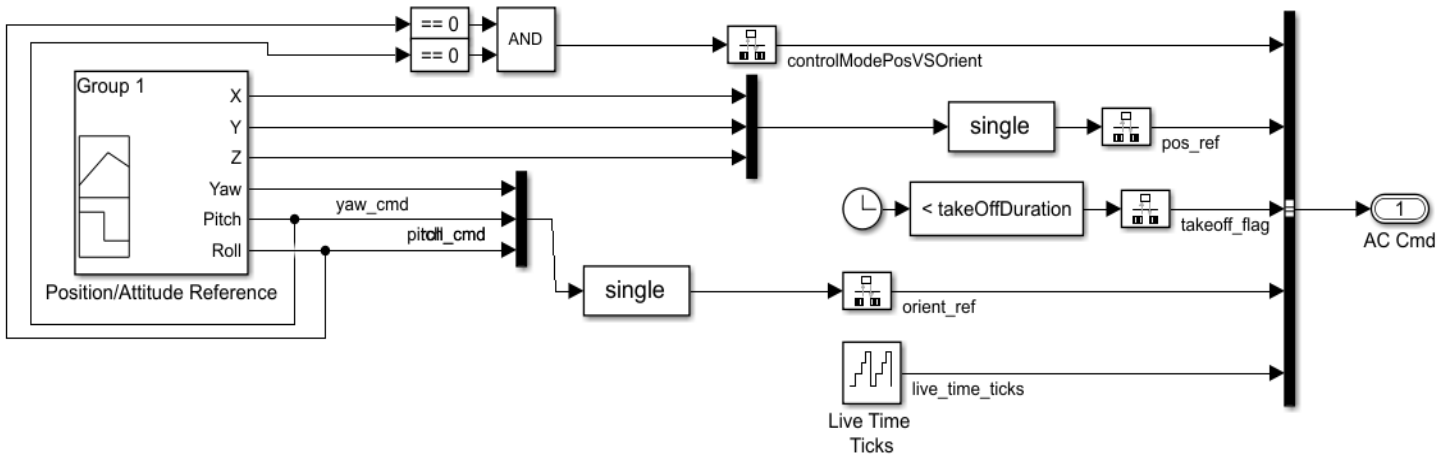 == 0
== 0
AND
controlModePosVSOrient
Group 1
X
Y
Z
Yaw
Pitch
Roll
Position/Attitude Reference
yaw_cmd
single
pos_ref
< takeOffDuration
takeoff_flag
1
AC Cmd
single
orient_ref
live_time_ticks
Live Time
Ticks